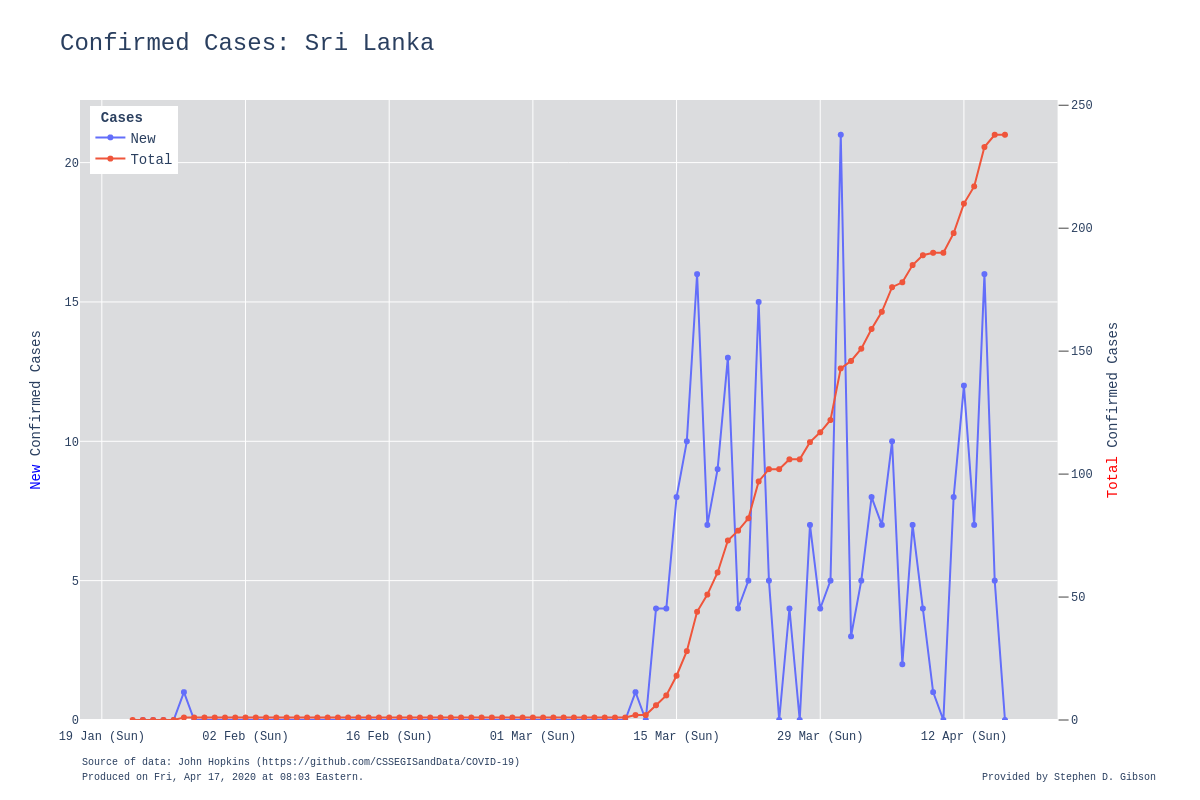 Confirmed Cases: Sri Lanka
Cases
New
Total
20
15
10
5
0
250
200
150
100
50
0
New Confirmed Cases
Total Confirmed Cases
19 Jan (Sun)
02 Feb (Sun)
16 Feb (Sun)
01 Mar (Sun)
15 Mar (Sun)
29 Mar (Sun)
12 Apr (Sun)
Source of data: John Hopkins (https://github.com/CSSEGISandData/COVID-19)
Produced on Fri, Apr 17, 2020 at 08:03 Eastern.
Provided by Stephen D. Gibson